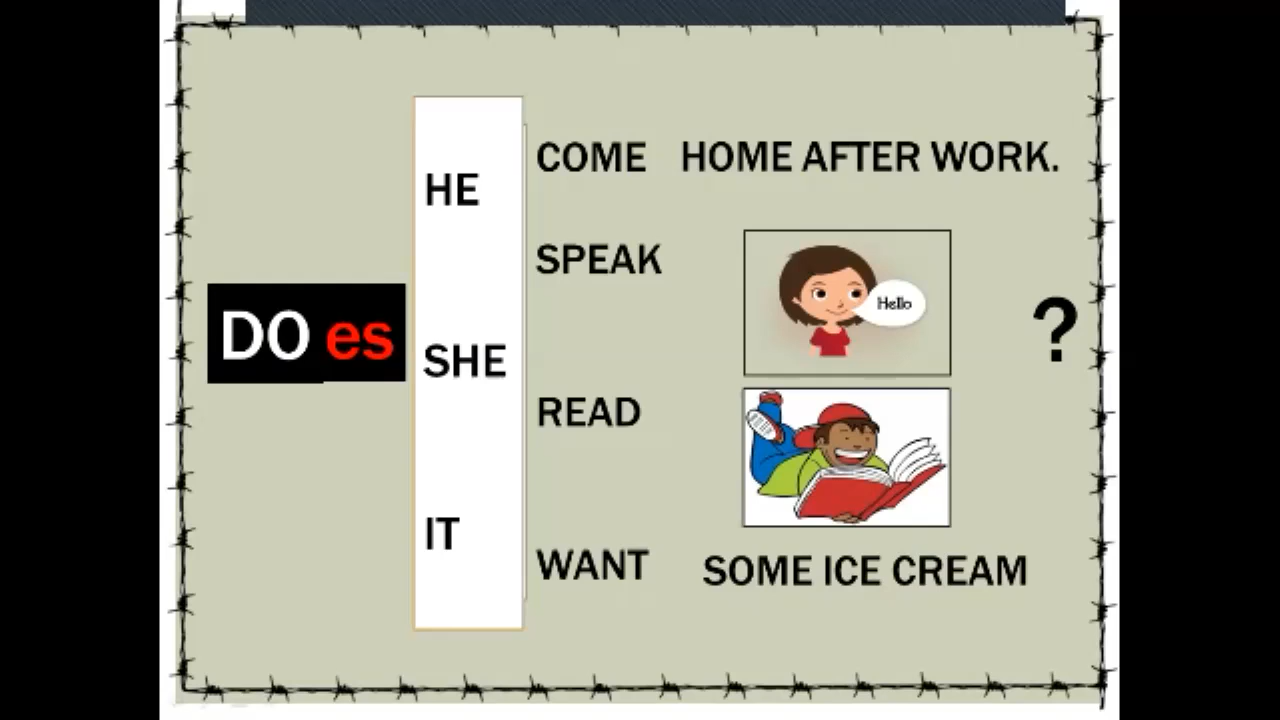 COME HOME AFTER WORK.
HE
SPEAK
Hello
DO es
?
SHE
READ
IT
WANT SOME ICE CREAM